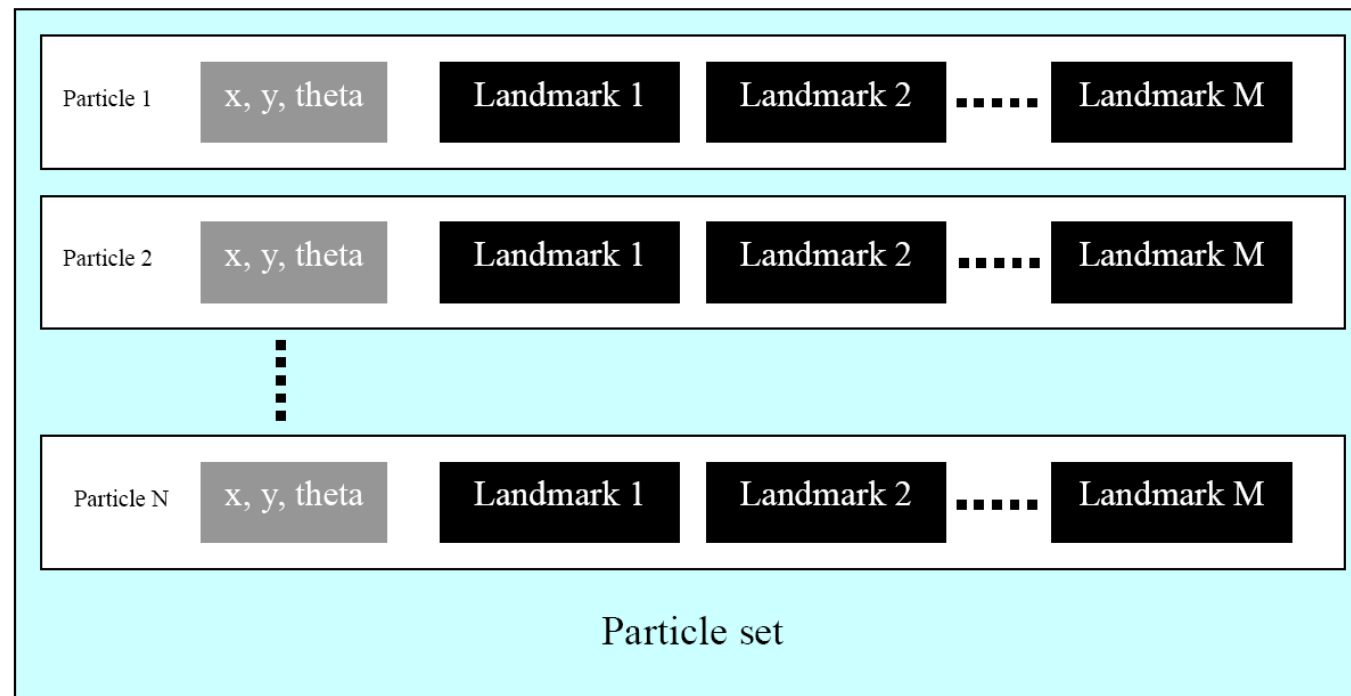 Particle 1 x, y, theta Landmark 1 Landmark 2 Landmark M
Particle 2 x, y, theta Landmark 1 Landmark 2 Landmark M
Particle N x, y, theta Landmark 1 Landmark 2 Landmark M
Particle set